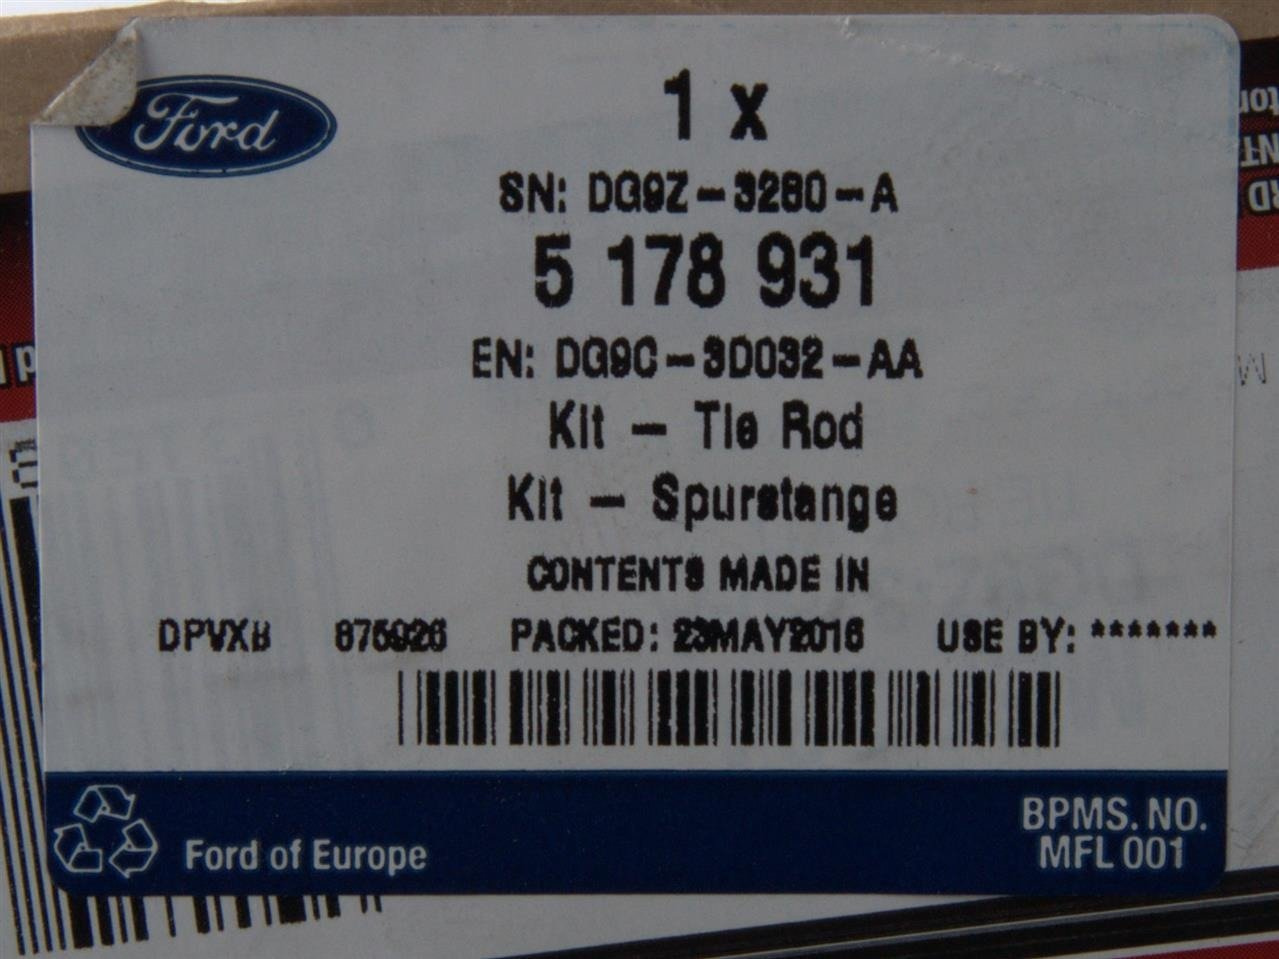 Ford
1 x
SN: DG9Z-3280-A
5 178 931
EN: DG9C-3D032-AA
Kit - Tie Rod
Kit - Spurstange
CONTENTS MADE IN
DPVXB 875926 PACKED: 23MAY2016 USE BY: *******
Ford of Europe
BPMS. NO.
MFL 001